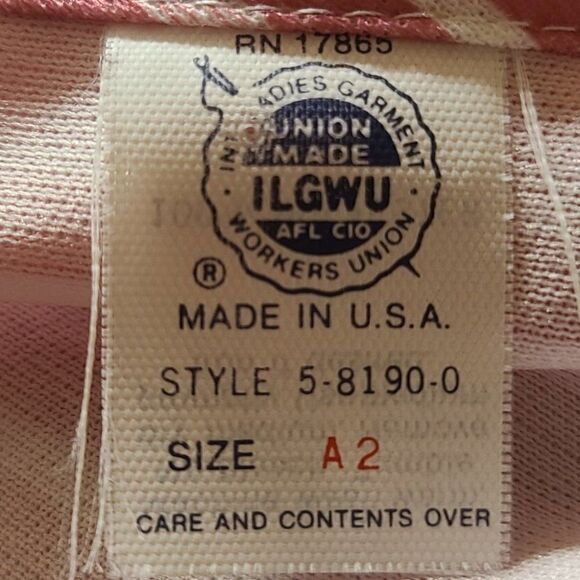 RN 17865
INT'L LADIES GARMENT
UNION
MADE
ILGWU
AFL CIO
WORKERS UNION
®
MADE IN U.S.A.
STYLE 5-8190-0
SIZE A2
CARE AND CONTENTS OVER